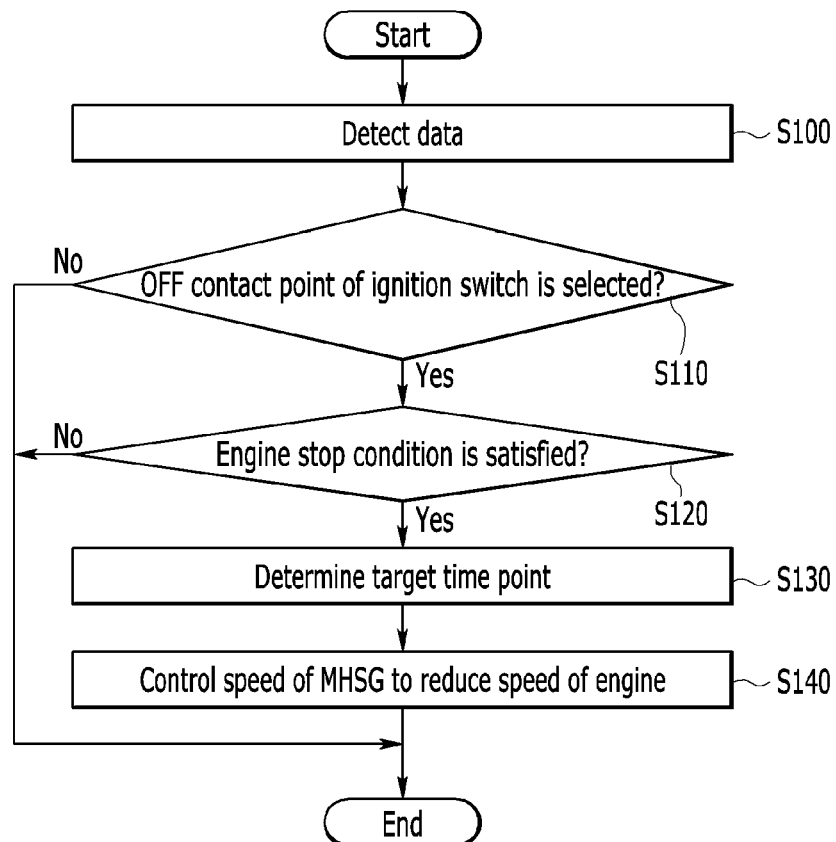 Start
Detect data
S100
No
OFF contact point of ignition switch is selected?
S110
Yes
No
Engine stop condition is satisfied?
S120
Yes
Determine target time point
S130
Control speed of MHSG to reduce speed of engine
S140
End